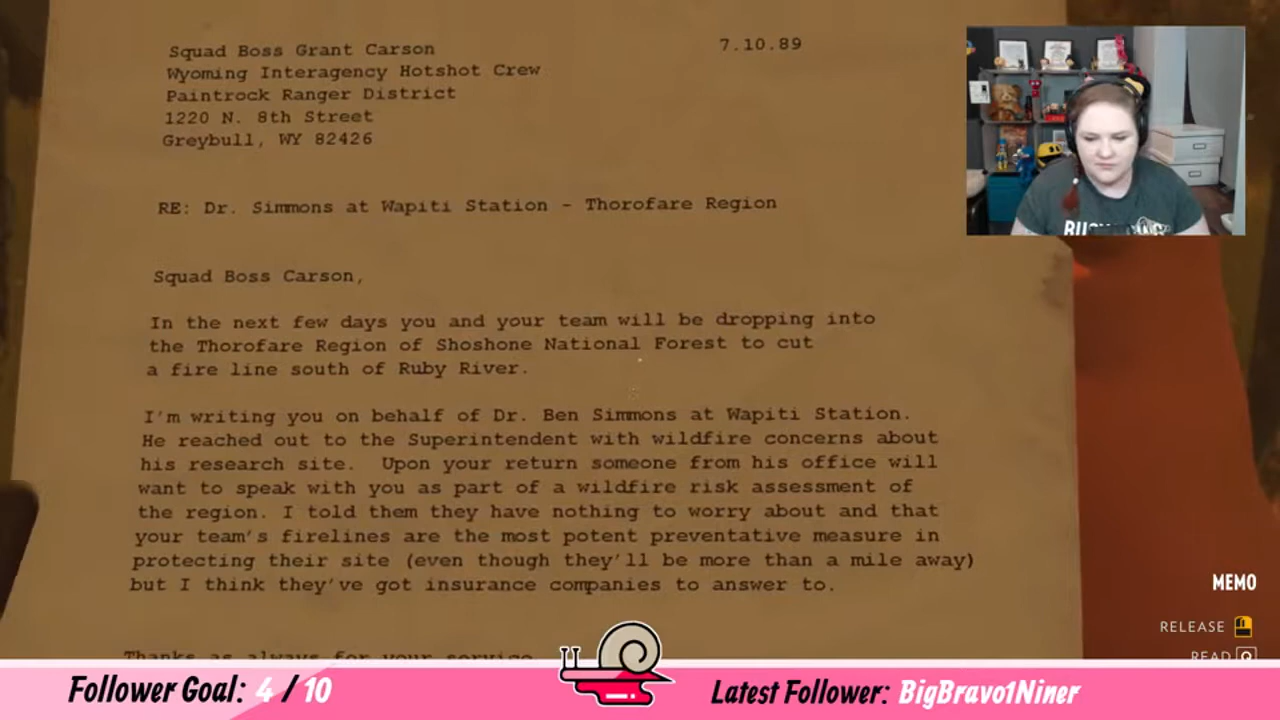 Squad Boss Grant Carson
7.10.89
Wyoming Interagency Hotshot Crew
Paintrock Ranger District
1220 N. 8th Street
Greybull, WY 82426
RE: Dr. Simmons at Wapiti Station - Thorofare Region
Squad Boss Carson,
In the next few days you and your team will be dropping into
the Thorofare Region of Shoshone National Forest to cut
a fire line south of Ruby River.
I'm writing you on behalf of Dr. Ben Simmons at Wapiti Station.
He reached out to the Superintendent with wildfire concerns about
his research site. Upon your return someone from his office will
want to speak with you as part of a wildfire risk assessment of
the region. I told them they have nothing to worry about and that
your team's firelines are the most potent preventative measure in
protecting their site (even though they'll be more than a mile away)
but I think they've got insurance companies to answer to.
Thanks as always for your service
MEMO
RELEASE
READ Q
Follower Goal: 4 / 10
Latest Follower: BigBravo1Niner